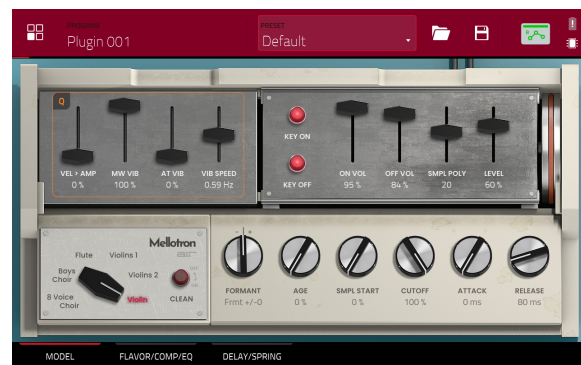 Plugin 001
PRESET
Default
Q
VEL > AMP
MW VIB
AT VIB
VIB SPEED
0 %
100 %
0 %
0.59 Hz
KEY ON
KEY OFF
ON VOL
OFF VOL
SMPL POLY
LEVEL
95 %
84 %
20
60 %
Mellotron
Flute
Violins 1
Boys
Choir
Violins 2
8 Voice
Choir
Violin
CLEAN
FORMANT
AGE
SMPL START
CUTOFF
ATTACK
RELEASE
Frmt +/-0
0 %
0 %
100 %
0 ms
80 ms
MODEL
FLAVOR/COMP/EQ
DELAY/SPRING